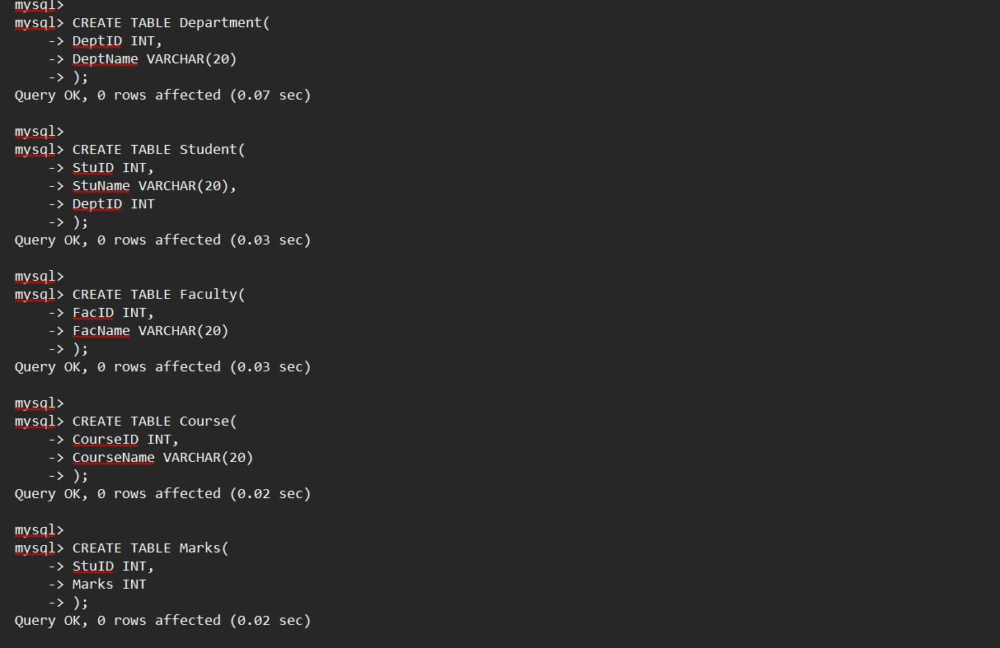 mysql>
mysql> CREATE TABLE Department(
-> DeptID INT,
-> DeptName VARCHAR(20)
-> );
Query OK, 0 rows affected (0.07 sec)
mysql>
mysql> CREATE TABLE Student(
-> StuID INT,
-> StuName VARCHAR(20),
-> DeptID INT
-> );
Query OK, 0 rows affected (0.03 sec)
mysql>
mysql> CREATE TABLE Faculty(
-> FacID INT,
-> FacName VARCHAR(20)
-> );
Query OK, 0 rows affected (0.03 sec)
mysql>
mysql> CREATE TABLE Course(
-> CourseID INT,
-> CourseName VARCHAR(20)
-> );
Query OK, 0 rows affected (0.02 sec)
mysql>
mysql> CREATE TABLE Marks(
-> StuID INT,
-> Marks INT
-> );
Query OK, 0 rows affected (0.02 sec)